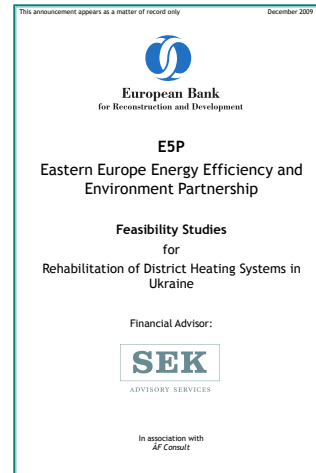 This announcement appears as a matter of record only December 2009
European Bank
for Reconstruction and Development
E5P
Eastern Europe Energy Efficiency and
Environment Partnership
Feasibility Studies
for
Rehabilitation of District Heating Systems in
Ukraine
Financial Advisor:
SEK
ADVISORY SERVICES
In association with
ÅF Consult